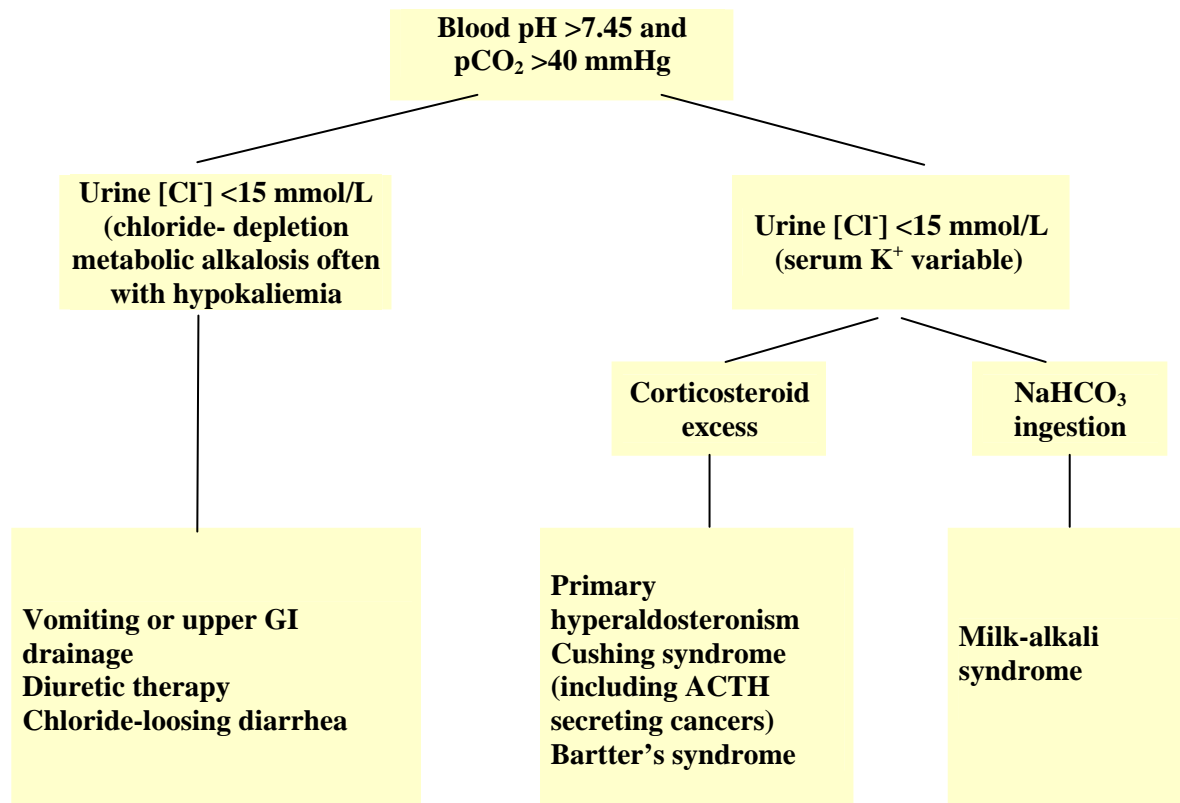 Blood pH >7.45 and
pCO₂ >40 mmHg
Urine [Cl⁻] <15 mmol/L
(chloride- depletion
metabolic alkalosis often
with hypokaliemia
Urine [Cl⁻] <15 mmol/L
(serum K⁺ variable)
Corticosteroid
excess
NaHCO₃
ingestion
Vomiting or upper GI
drainage
Diuretic therapy
Chloride-loosing diarrhea
Primary
hyperaldosteronism
Cushing syndrome
(including ACTH
secreting cancers)
Bartter’s syndrome
Milk-alkali
syndrome